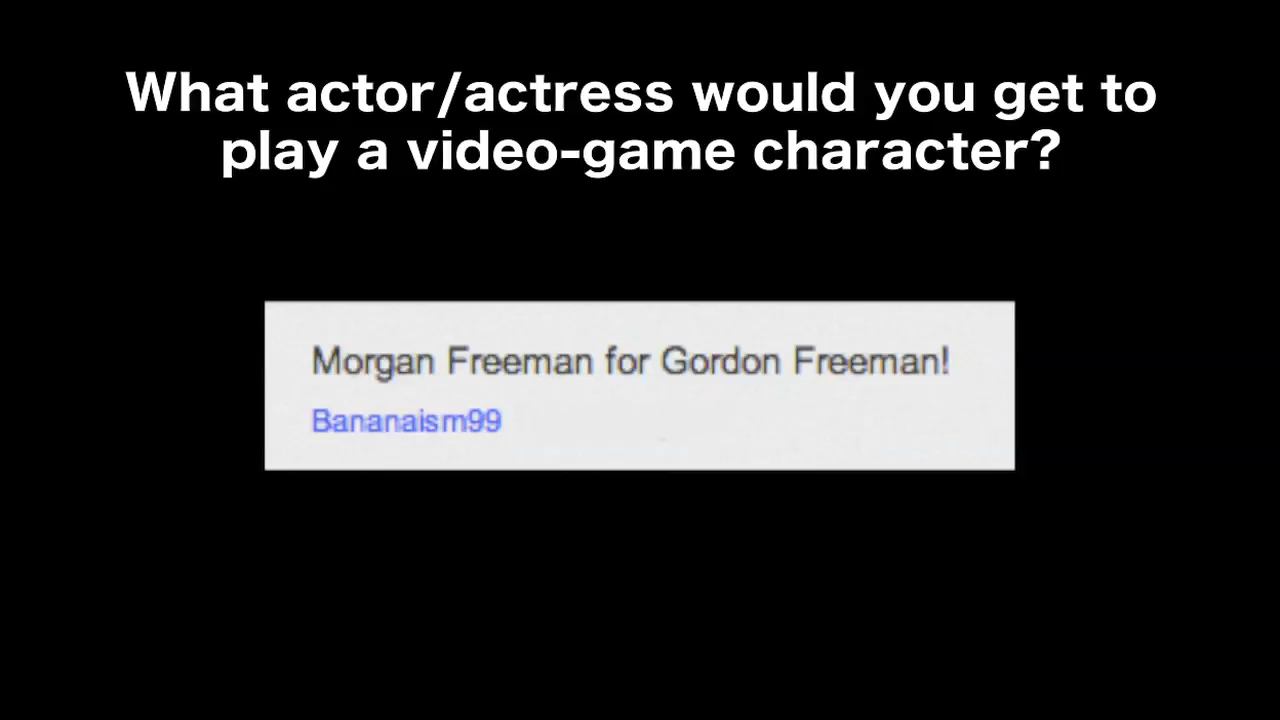 What actor/actress would you get to
play a video-game character?
Morgan Freeman for Gordon Freeman!
Bananaism99